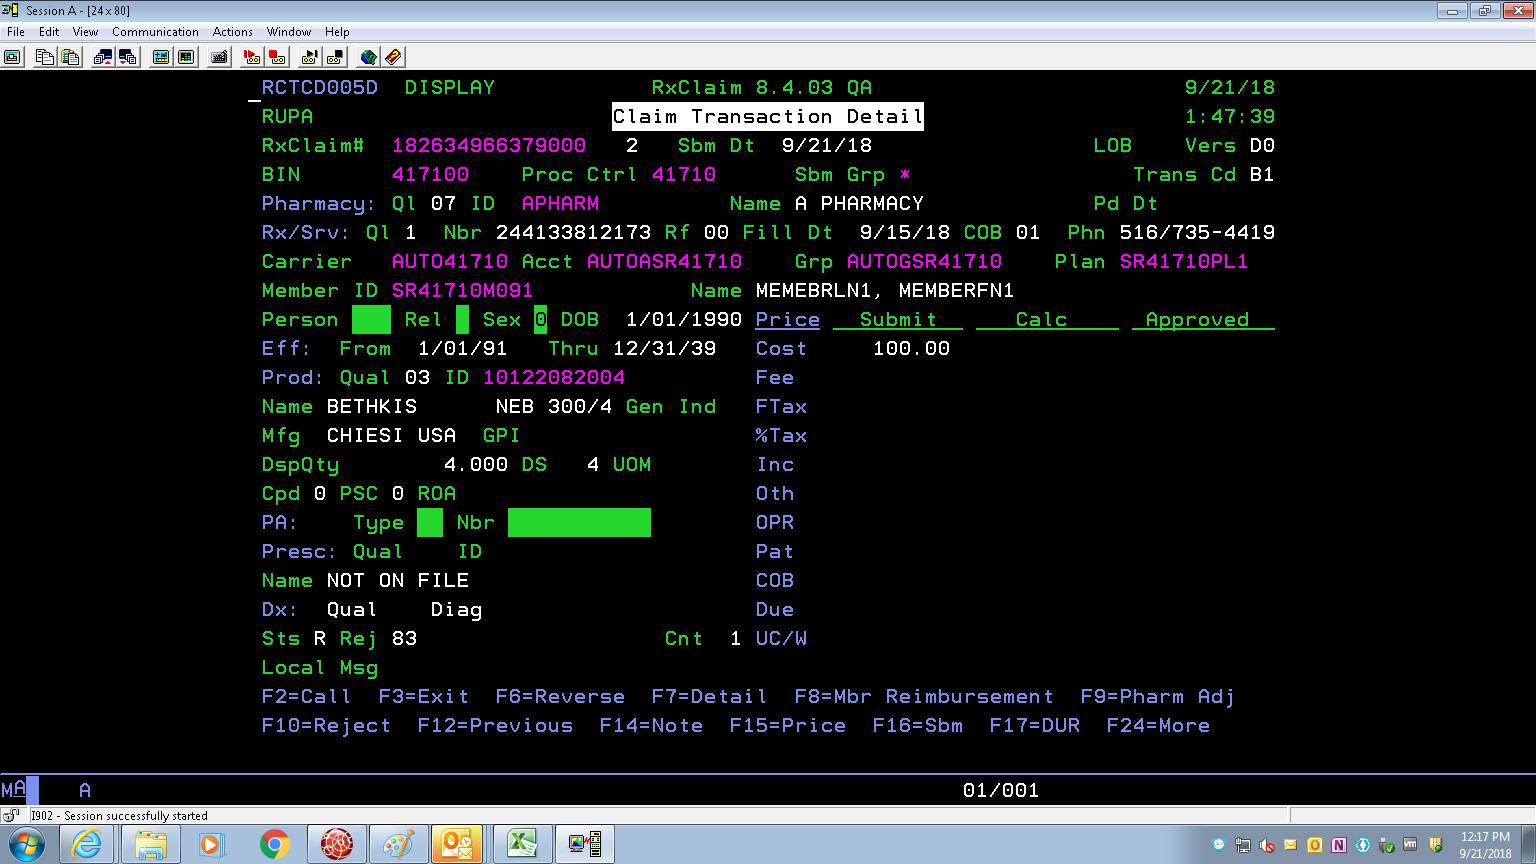 Session A - [24 x 80]
File Edit View Communication Actions Window Help
RCTCD005D DISPLAY RxClaim 8.4.03 QA 9/21/18
RUPA Claim Transaction Detail 1:47:39
RxClaim# 182634966379000 2 Sbm Dt 9/21/18 LOB Vers D0
BIN 417100 Proc Ctrl 41710 Sbm Grp * Trans Cd B1
Pharmacy: Ql 07 ID APHARM Name A PHARMACY Pd Dt
Rx/Srv: Ql 1 Nbr 244133812173 Rf 00 Fill Dt 9/15/18 COB 01 Phn 516/735-4419
Carrier AUTO41710 Acct AUTOASR41710 Grp AUTOGSR41710 Plan SR41710PL1
Member ID SR41710M091 Name MEMEBRLN1, MEMBERFN1
Person Rel Sex 0 DOB 1/01/1990 Price Submit Calc Approved
Eff: From 1/01/91 Thru 12/31/39 Cost 100.00
Prod: Qual 03 ID 10122082004 Fee
Name BETHKIS NEB 300/4 Gen Ind FTax
Mfg CHIESI USA GPI %Tax
DspQty 4.000 DS 4 UOM Inc
Cpd 0 PSC 0 ROA Oth
PA: Type Nbr OPR
Presc: Qual ID Pat
Name NOT ON FILE COB
Dx: Qual Diag Due
Sts R Rej 83 Cnt 1 UC/W
Local Msg
F2=Call F3=Exit F6=Reverse F7=Detail F8=Mbr Reimbursement F9=Pharm Adj
F10=Reject F12=Previous F14=Note F15=Price F16=Sbm F17=DUR F24=More
MA A 01/001
I902 - Session successfully started
12:17 PM
9/21/2018